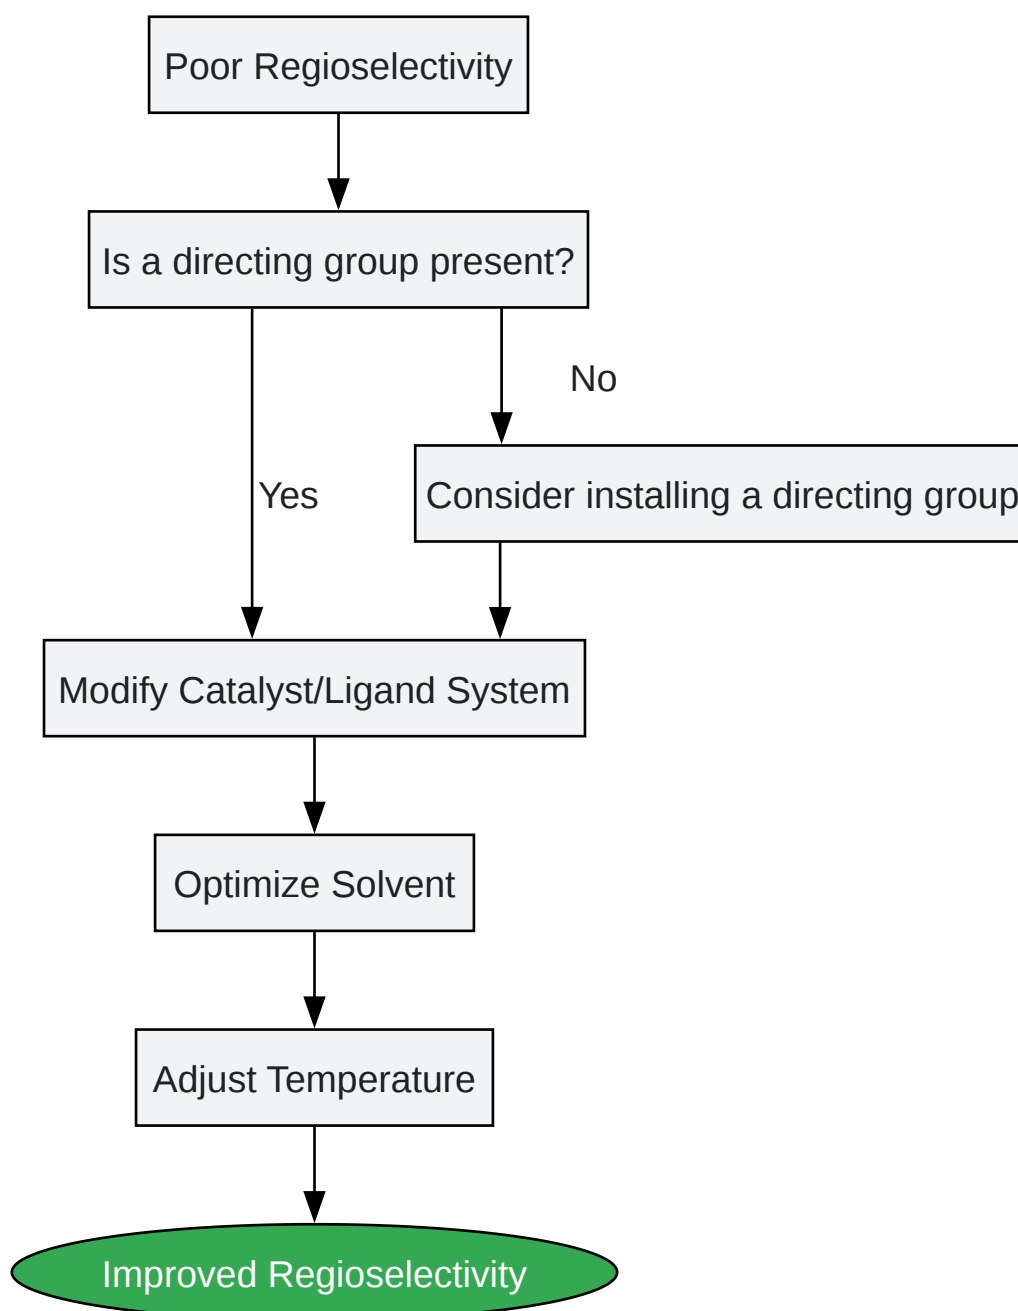 Poor Regioselectivity
Is a directing group present?
No
Yes
Consider installing a directing group
Modify Catalyst/Ligand System
Optimize Solvent
Adjust Temperature
Improved Regioselectivity